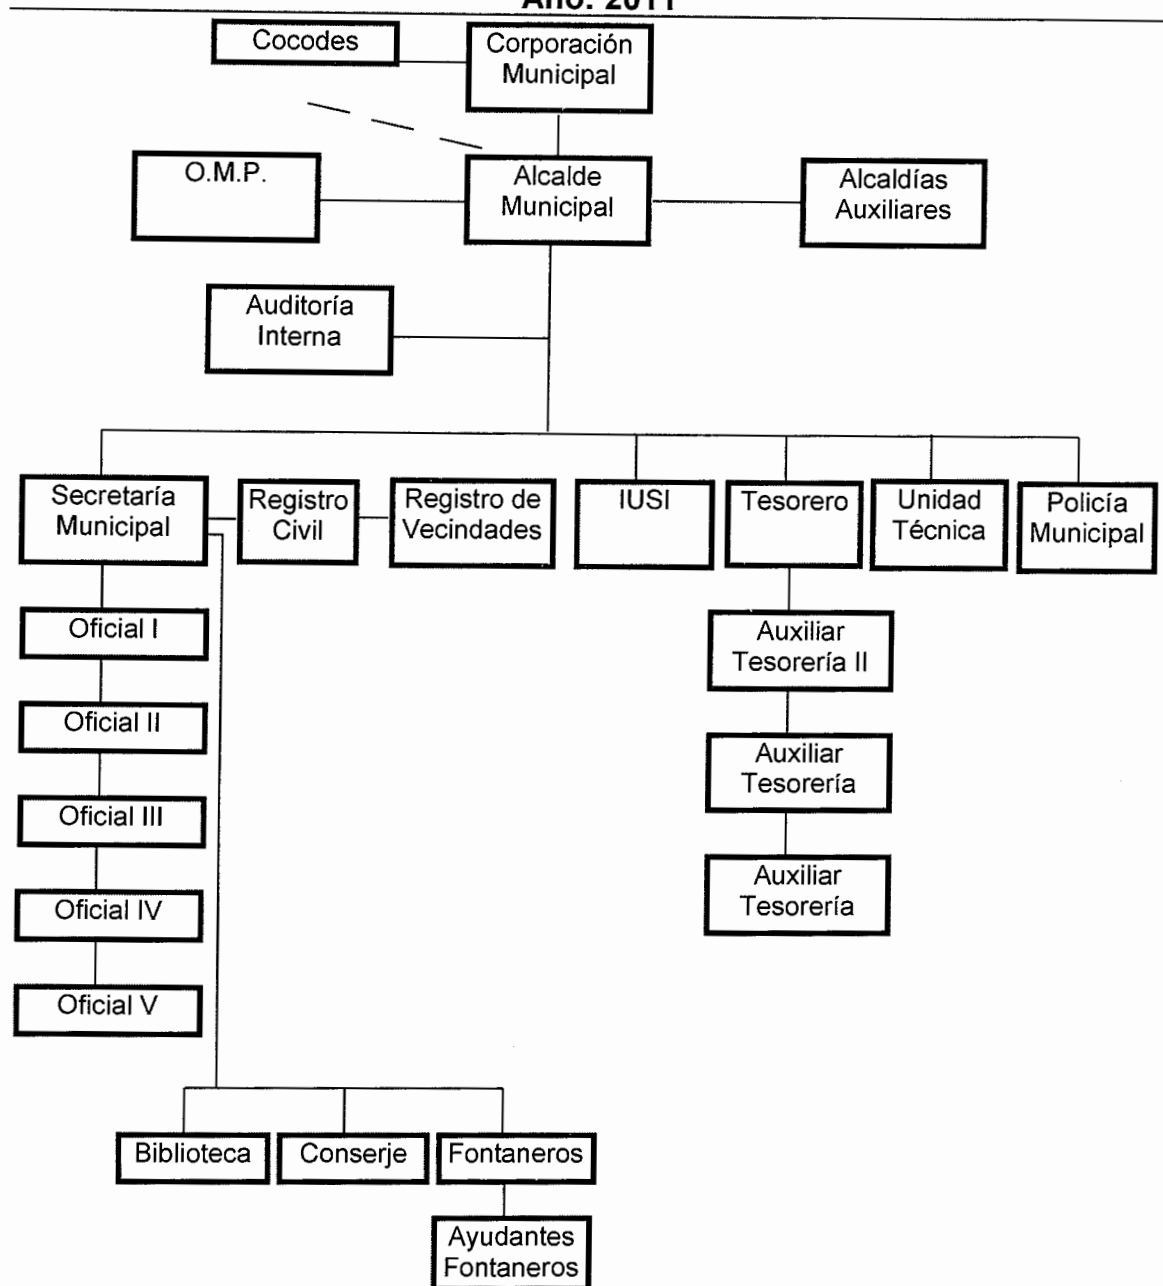 Año: 2011
Cocodes
Corporación
Municipal
O.M.P.
Alcalde
Municipal
Alcaldías
Auxiliares
Auditoría
Interna
Secretaría
Municipal
Registro
Civil
Registro de
Vecindades
IUSI
Tesorero
Unidad
Técnica
Policía
Municipal
Oficial I
Oficial II
Oficial III
Oficial IV
Oficial V
Auxiliar
Tesorería II
Auxiliar
Tesorería
Auxiliar
Tesorería
Biblioteca
Conserje
Fontaneros
Ayudantes
Fontaneros